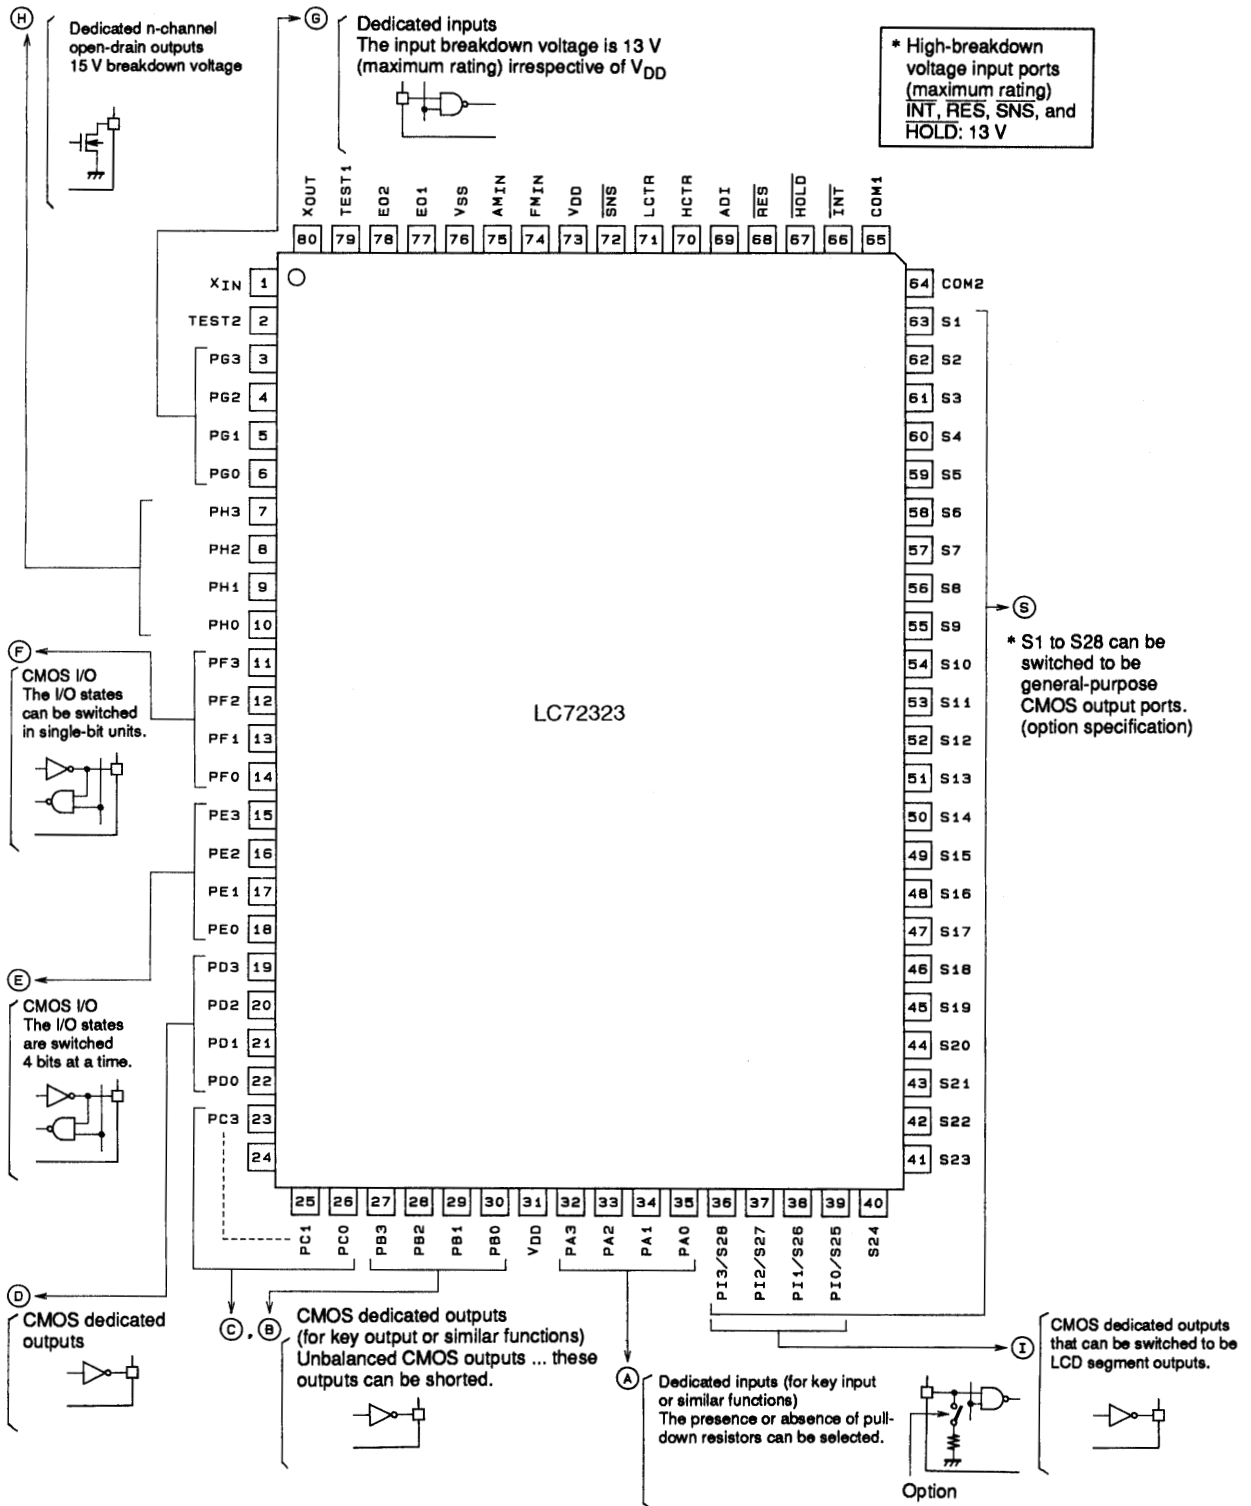 H
Dedicated n-channel
open-drain outputs
15 V breakdown voltage
G
Dedicated inputs
The input breakdown voltage is 13 V
(maximum rating) irrespective of VDD
* High-breakdown
voltage input ports
(maximum rating)
INT, RES, SNS, and
HOLD: 13 V
XOUT TEST1 EO2 EO1 VSS AMIN FMIN VDD SNS LCTR HCTR ADI RES HOLD INT COM1
80 79 78 77 76 75 74 73 72 71 70 69 68 67 66 65
XIN 1
TEST2 2
PG3 3
PG2 4
PG1 5
PG0 6
PH3 7
PH2 8
PH1 9
PH0 10
PF3 11
PF2 12
PF1 13
PF0 14
PE3 15
PE2 16
PE1 17
PE0 18
PD3 19
PD2 20
PD1 21
PD0 22
PC3 23
24
64 COM2
63 S1
62 S2
61 S3
60 S4
59 S5
58 S6
57 S7
56 S8
55 S9
54 S10
53 S11
52 S12
51 S13
50 S14
49 S15
48 S16
47 S17
46 S18
45 S19
44 S20
43 S21
42 S22
41 S23
LC72323
S
* S1 to S28 can be
switched to be
general-purpose
CMOS output ports.
(option specification)
F
CMOS I/O
The I/O states
can be switched
in single-bit units.
E
CMOS I/O
The I/O states
are switched
4 bits at a time.
25 26 27 28 29 30 31 32 33 34 35 36 37 38 39 40
PC1 PC0 PB3 PB2 PB1 PB0 VDD PA3 PA2 PA1 PA0 PI3/S28 PI2/S27 PI1/S26 PI0/S25 S24
D
CMOS dedicated
outputs
C , B
CMOS dedicated outputs
(for key output or similar functions)
Unbalanced CMOS outputs ... these
outputs can be shorted.
A
Dedicated inputs (for key input
or similar functions)
The presence or absence of pull-
down resistors can be selected.
Option
I
CMOS dedicated outputs
that can be switched to be
LCD segment outputs.